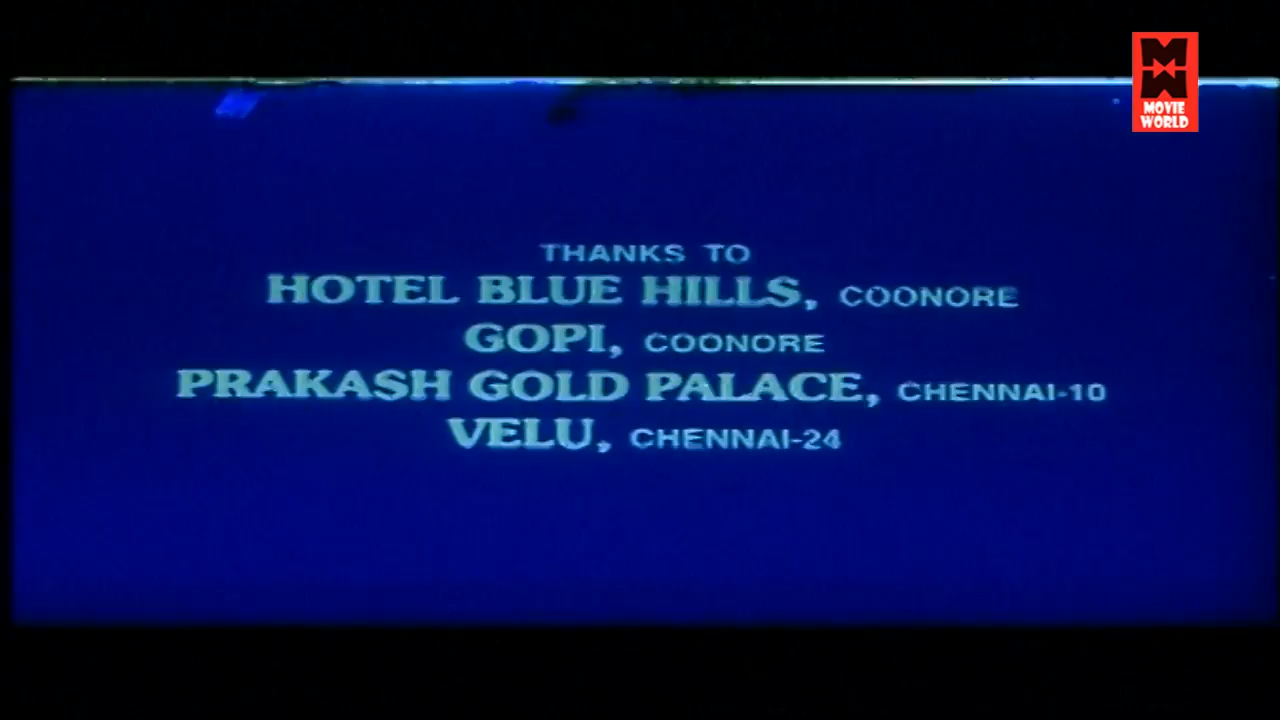 MOVIE
WORLD
THANKS TO
HOTEL BLUE HILLS, COONORE
GOPI, COONORE
PRAKASH GOLD PALACE, CHENNAI-10
VELU, CHENNAI-24